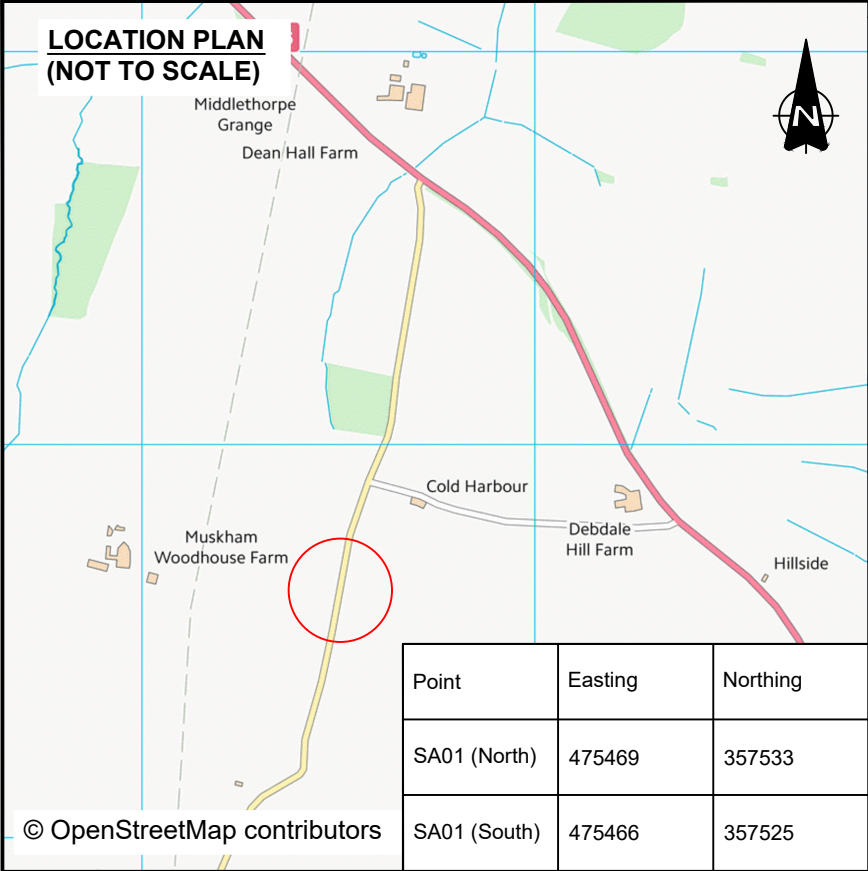 LOCATION PLAN
(NOT TO SCALE)
N
Middlethorpe
Grange
Dean Hall Farm
Cold Harbour
Muskham
Woodhouse Farm
Debdale
Hill Farm
Hillside
Point Easting Northing
SA01 (North) 475469 357533
SA01 (South) 475466 357525
© OpenStreetMap contributors